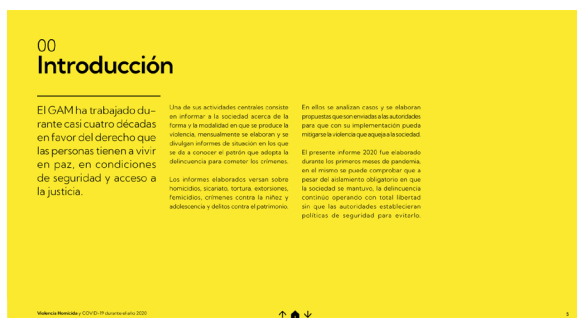 00
Introducción
El GAM ha trabajado du-
rante casi cuatro décadas
en favor del derecho que
las personas tienen a vivir
en paz, en condiciones
de seguridad y acceso a
la justicia.
Una de sus actividades centrales consiste
en informar a la sociedad acerca de la
forma y la modalidad en que se produce la
violencia, mensualmente se elaboran y se
divulgan informes de situación en los que
se da a conocer el patrón que adopta la
delincuencia para cometer los crímenes.
Los informes elaborados versan sobre
homicidios, sicariato, tortura, extorsiones,
femicidios, crímenes contra la niñez y
adolescencia y delitos contra el patrimonio.
En ellos se analizan casos y se elaboran
propuestas que son enviadas a las autoridades
para que con su implementación pueda
mitigarse la violencia que aqueja a la sociedad.
El presente informe 2020 fue elaborado
durante los primeros meses de pandemia,
en el mismo se puede comprobar que a
pesar del aislamiento obligatorio en que
la sociedad se mantuvo, la delincuencia
continúo operando con total libertad
sin que las autoridades establecieran
políticas de seguridad para evitarlo.
Violencia Homicida y COVID-19 durante el año 2020
5